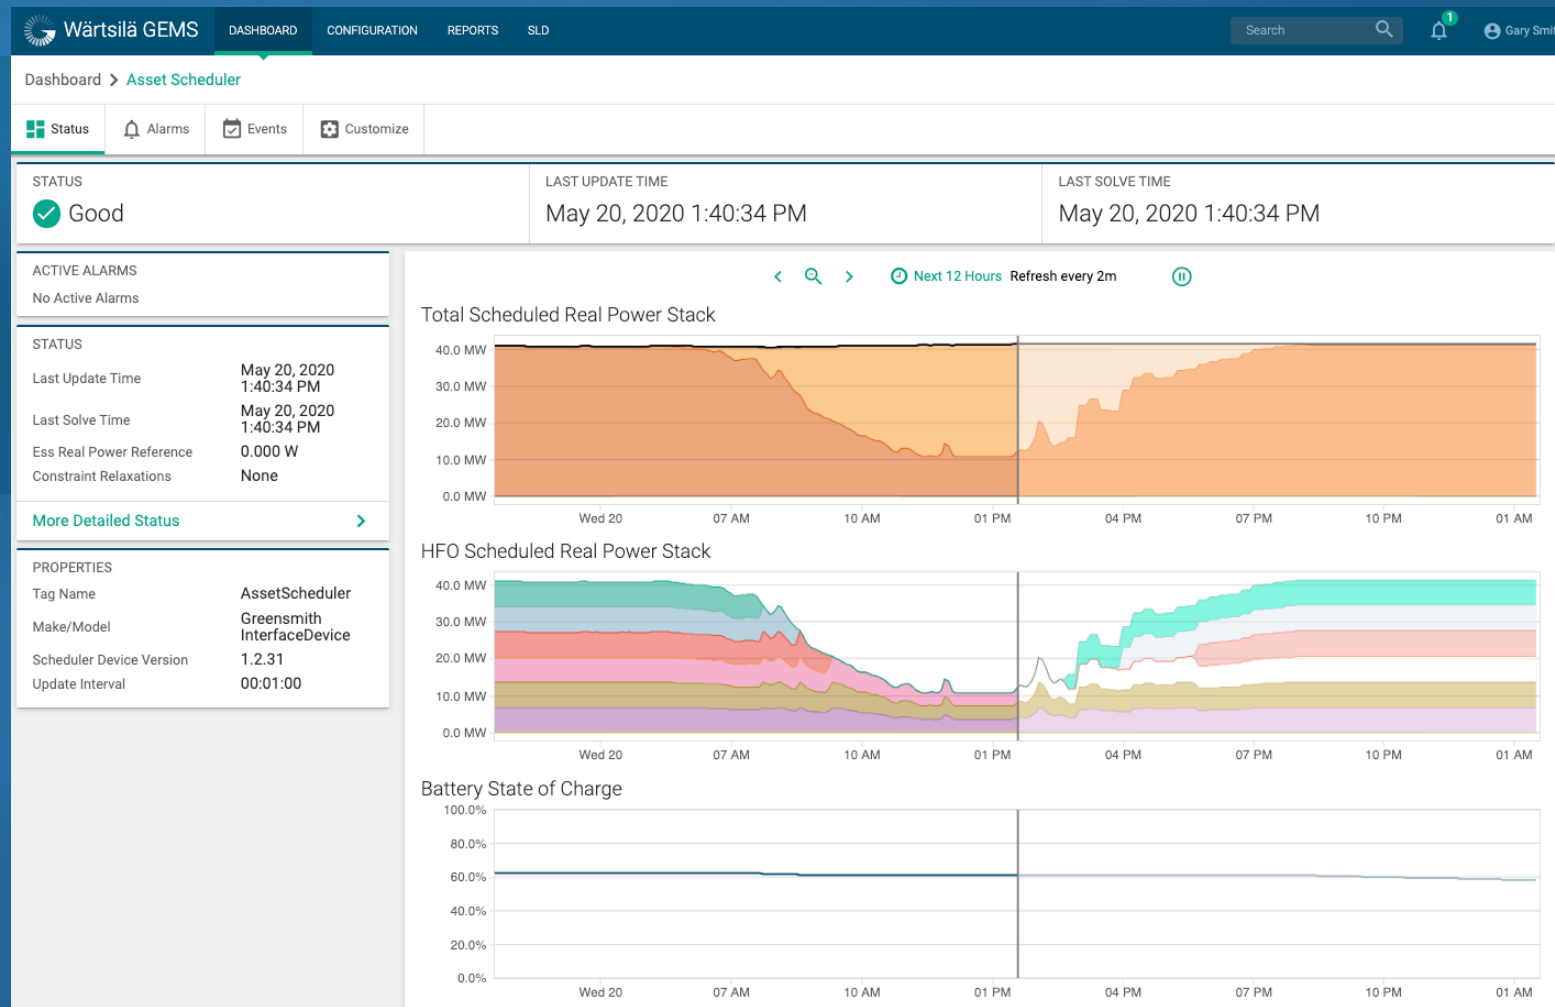 Wärtsilä GEMS DASHBOARD CONFIGURATION REPORTS SLD Search 1 Gary Smit
Dashboard > Asset Scheduler
Status Alarms Events Customize
STATUS
Good
LAST UPDATE TIME
May 20, 2020 1:40:34 PM
LAST SOLVE TIME
May 20, 2020 1:40:34 PM
ACTIVE ALARMS
No Active Alarms
STATUS
Last Update Time May 20, 2020
1:40:34 PM
Last Solve Time May 20, 2020
1:40:34 PM
Ess Real Power Reference 0.000 W
Constraint Relaxations None
More Detailed Status >
PROPERTIES
Tag Name AssetScheduler
Make/Model Greensmith
InterfaceDevice
Scheduler Device Version 1.2.31
Update Interval 00:01:00
Next 12 Hours Refresh every 2m
Total Scheduled Real Power Stack
40.0 MW
30.0 MW
20.0 MW
10.0 MW
0.0 MW
Wed 20 07 AM 10 AM 01 PM 04 PM 07 PM 10 PM 01 AM
HFO Scheduled Real Power Stack
40.0 MW
30.0 MW
20.0 MW
10.0 MW
0.0 MW
Wed 20 07 AM 10 AM 01 PM 04 PM 07 PM 10 PM 01 AM
Battery State of Charge
100.0%
80.0%
60.0%
40.0%
20.0%
0.0%
Wed 20 07 AM 10 AM 01 PM 04 PM 07 PM 10 PM 01 AM